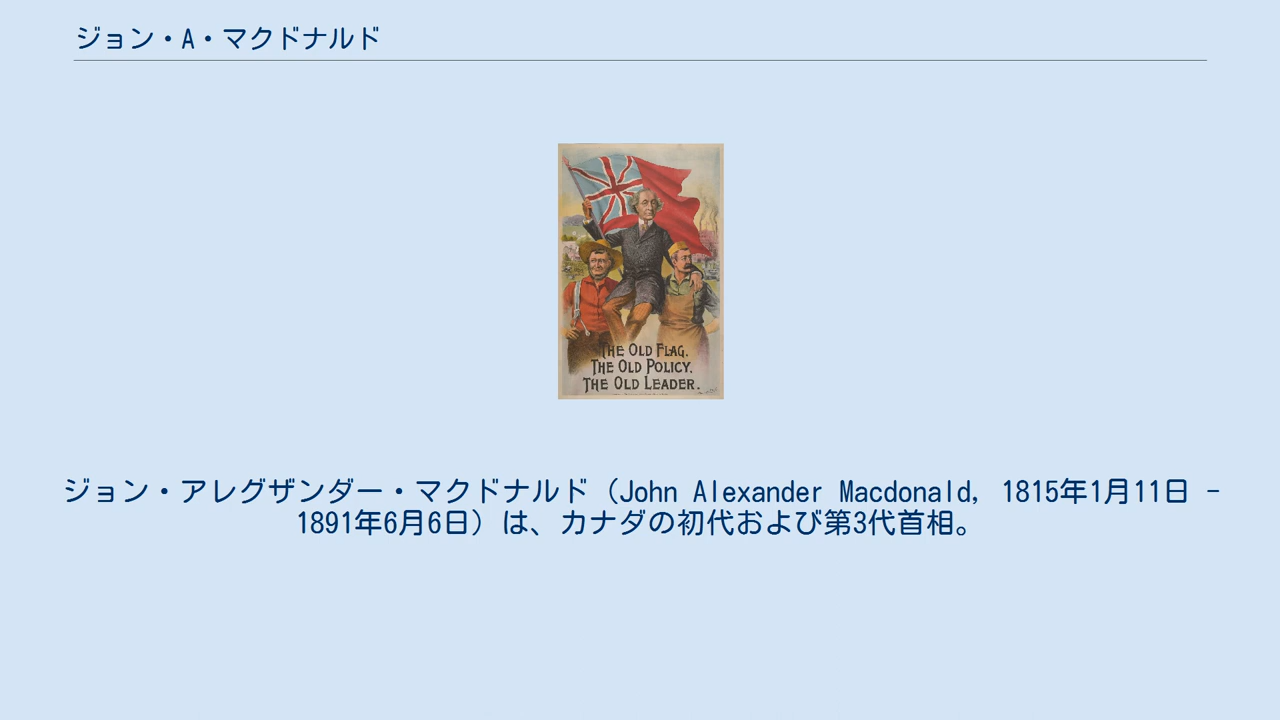 ジョン・A・マクドナルド
THE OLD FLAG.
THE OLD POLICY.
THE OLD LEADER.
ジョン・アレグザンダー・マクドナルド（John Alexander Macdonald, 1815年1月11日 -
1891年6月6日）は、カナダの初代および第3代首相。